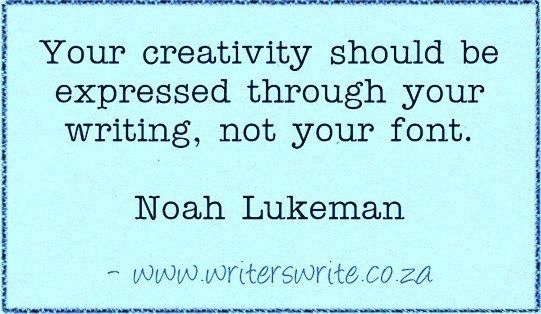 Your creativity should be
expressed through your
writing, not your font.
Noah Lukeman
- www.writerswrite.co.za